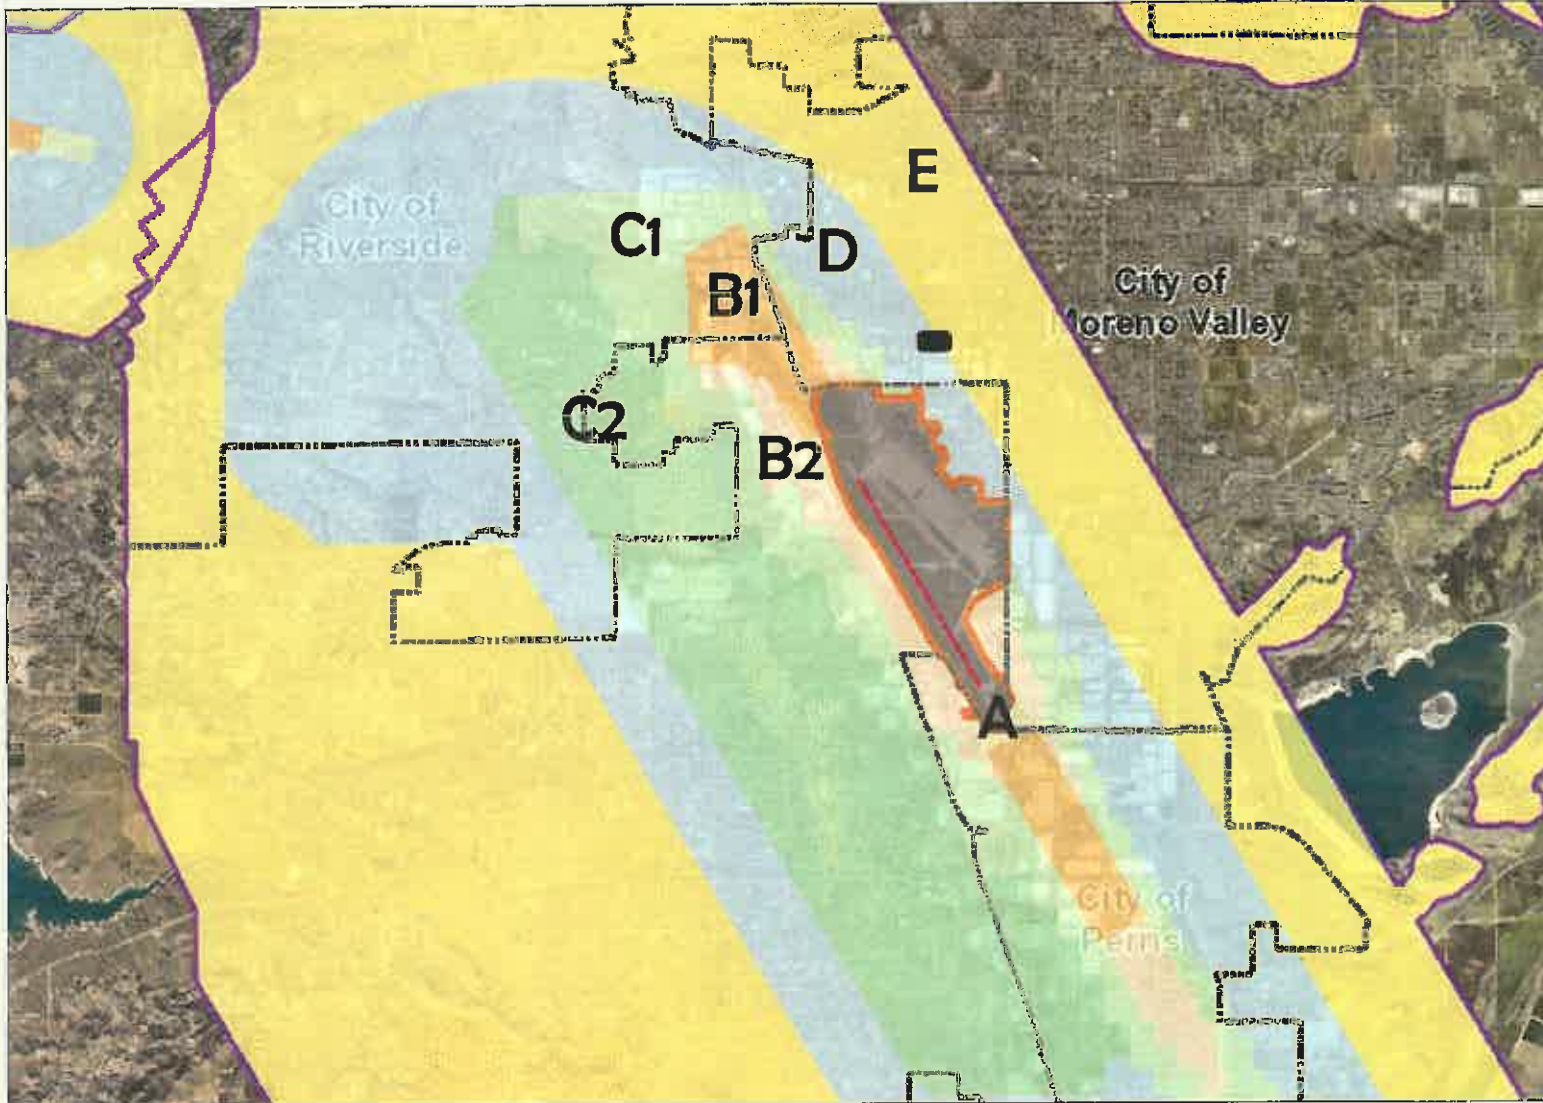 E
City of
Riverside
C1
D
B1
City of
Moreno Valley
C2
B2
A
City of
Perris